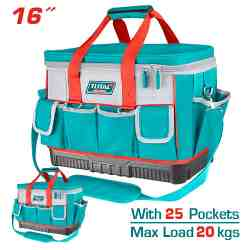 16″
TOTAL
With 25 Pockets
Max Load 20 kgs